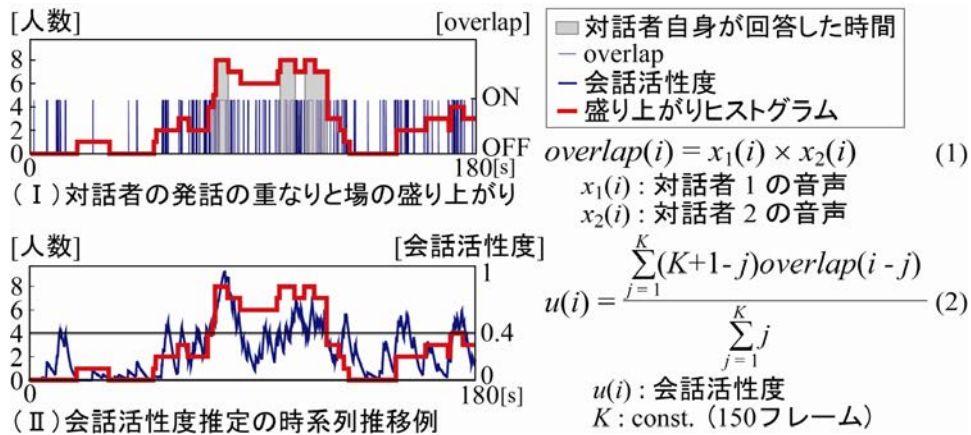 [人数]
[overlap]
8
6
4
2
0
ON
OFF
0
180[s]
(Ⅰ)対話者の発話の重なりと場の盛り上がり
[人数]
[会話活性度]
8
6
4
2
0
1
0.4
0
0
180[s]
(Ⅱ)会話活性度推定の時系列推移例
対話者自身が回答した時間
overlap
会話活性度
盛り上がりヒストグラム
overlap(i) = x₁(i) × x₂(i) (1)
x₁(i) : 対話者 1 の音声
x₂(i) : 対話者 2 の音声
K
∑(K+1-j)overlap(i - j)
j = 1
u(i) = (2)
K
∑ j
j = 1
u(i) : 会話活性度
K : const. (150フレーム)